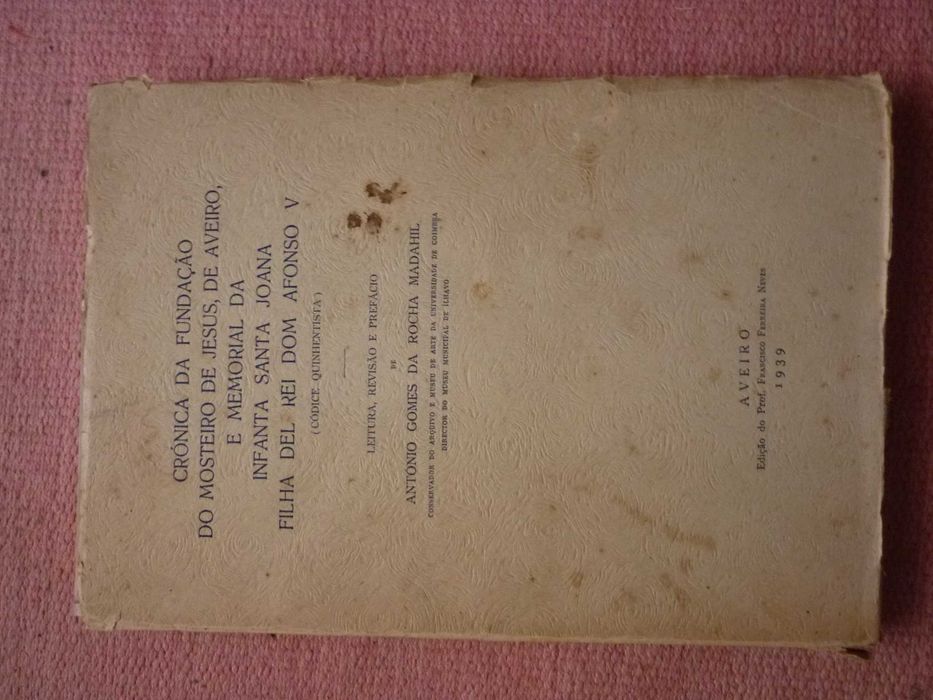 CRÓNICA DA FUNDAÇÃO
DO MOSTEIRO DE JESUS, DE AVEIRO,
E MEMORIAL DA
INFANTA SANTA JOANA
FILHA DEL REI DOM AFONSO V
(CÓDICE QUINHENTISTA)
LEITURA, REVISÃO E PREFÁCIO
DE
ANTÓNIO GOMES DA ROCHA MADAHIL
CONSERVADOR DO ARQUIVO E MUSEU DE ARTE DA UNIVERSIDADE DE COIMBRA
DIRECTOR DO MUSEU MUNICIPAL DE ÍLHAVO
AVEIRO
Edição do Prof. Francisco Ferreira Neves
1939